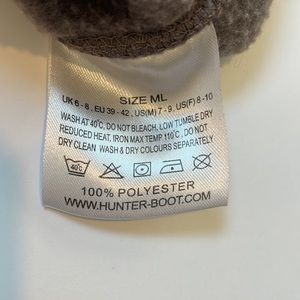 SIZE ML
UK 6 - 8, EU 39 - 42, US(M) 7 - 9, US(F) 8 - 10
WASH AT 40°C, DO NOT BLEACH, LOW TUMBLE DRY
REDUCED HEAT, IRON MAX TEMP 110°C, DO NOT
DRY CLEAN WASH & DRY COLOURS SEPARATELY
40°C
100% POLYESTER
WWW.HUNTER-BOOT.COM